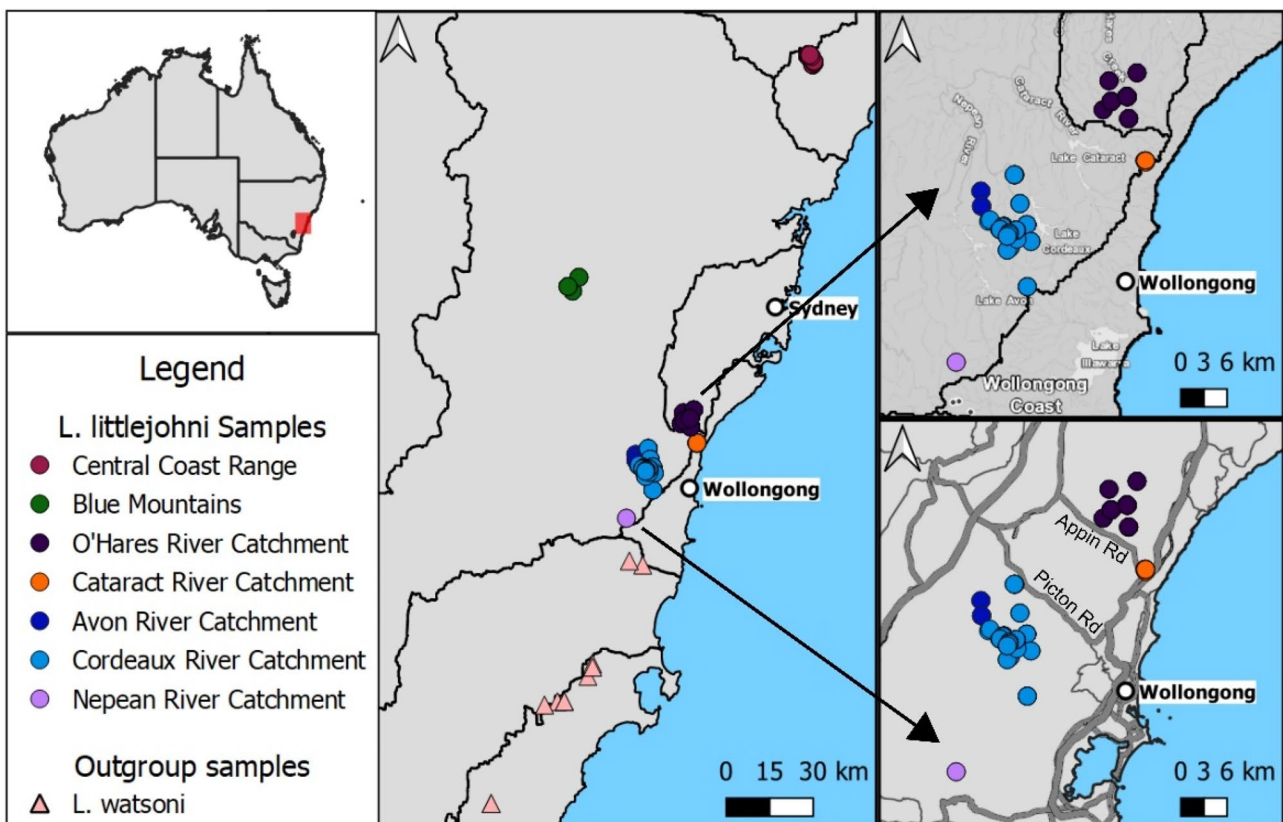 Legend
L. littlejohni Samples
Central Coast Range
Blue Mountains
O'Hares River Catchment
Cataract River Catchment
Avon River Catchment
Cordeaux River Catchment
Nepean River Catchment
Outgroup samples
L. watsoni
Sydney
Wollongong
0 15 30 km
Creek
Cataract River
Nepean
River
Lake Cataract
Lake
Cordeaux
Wollongong
Lake Avon
Lake
Illawarra
0 3 6 km
Wollongong
Coast
Appin Rd
Picton Rd
Wollongong
0 3 6 km